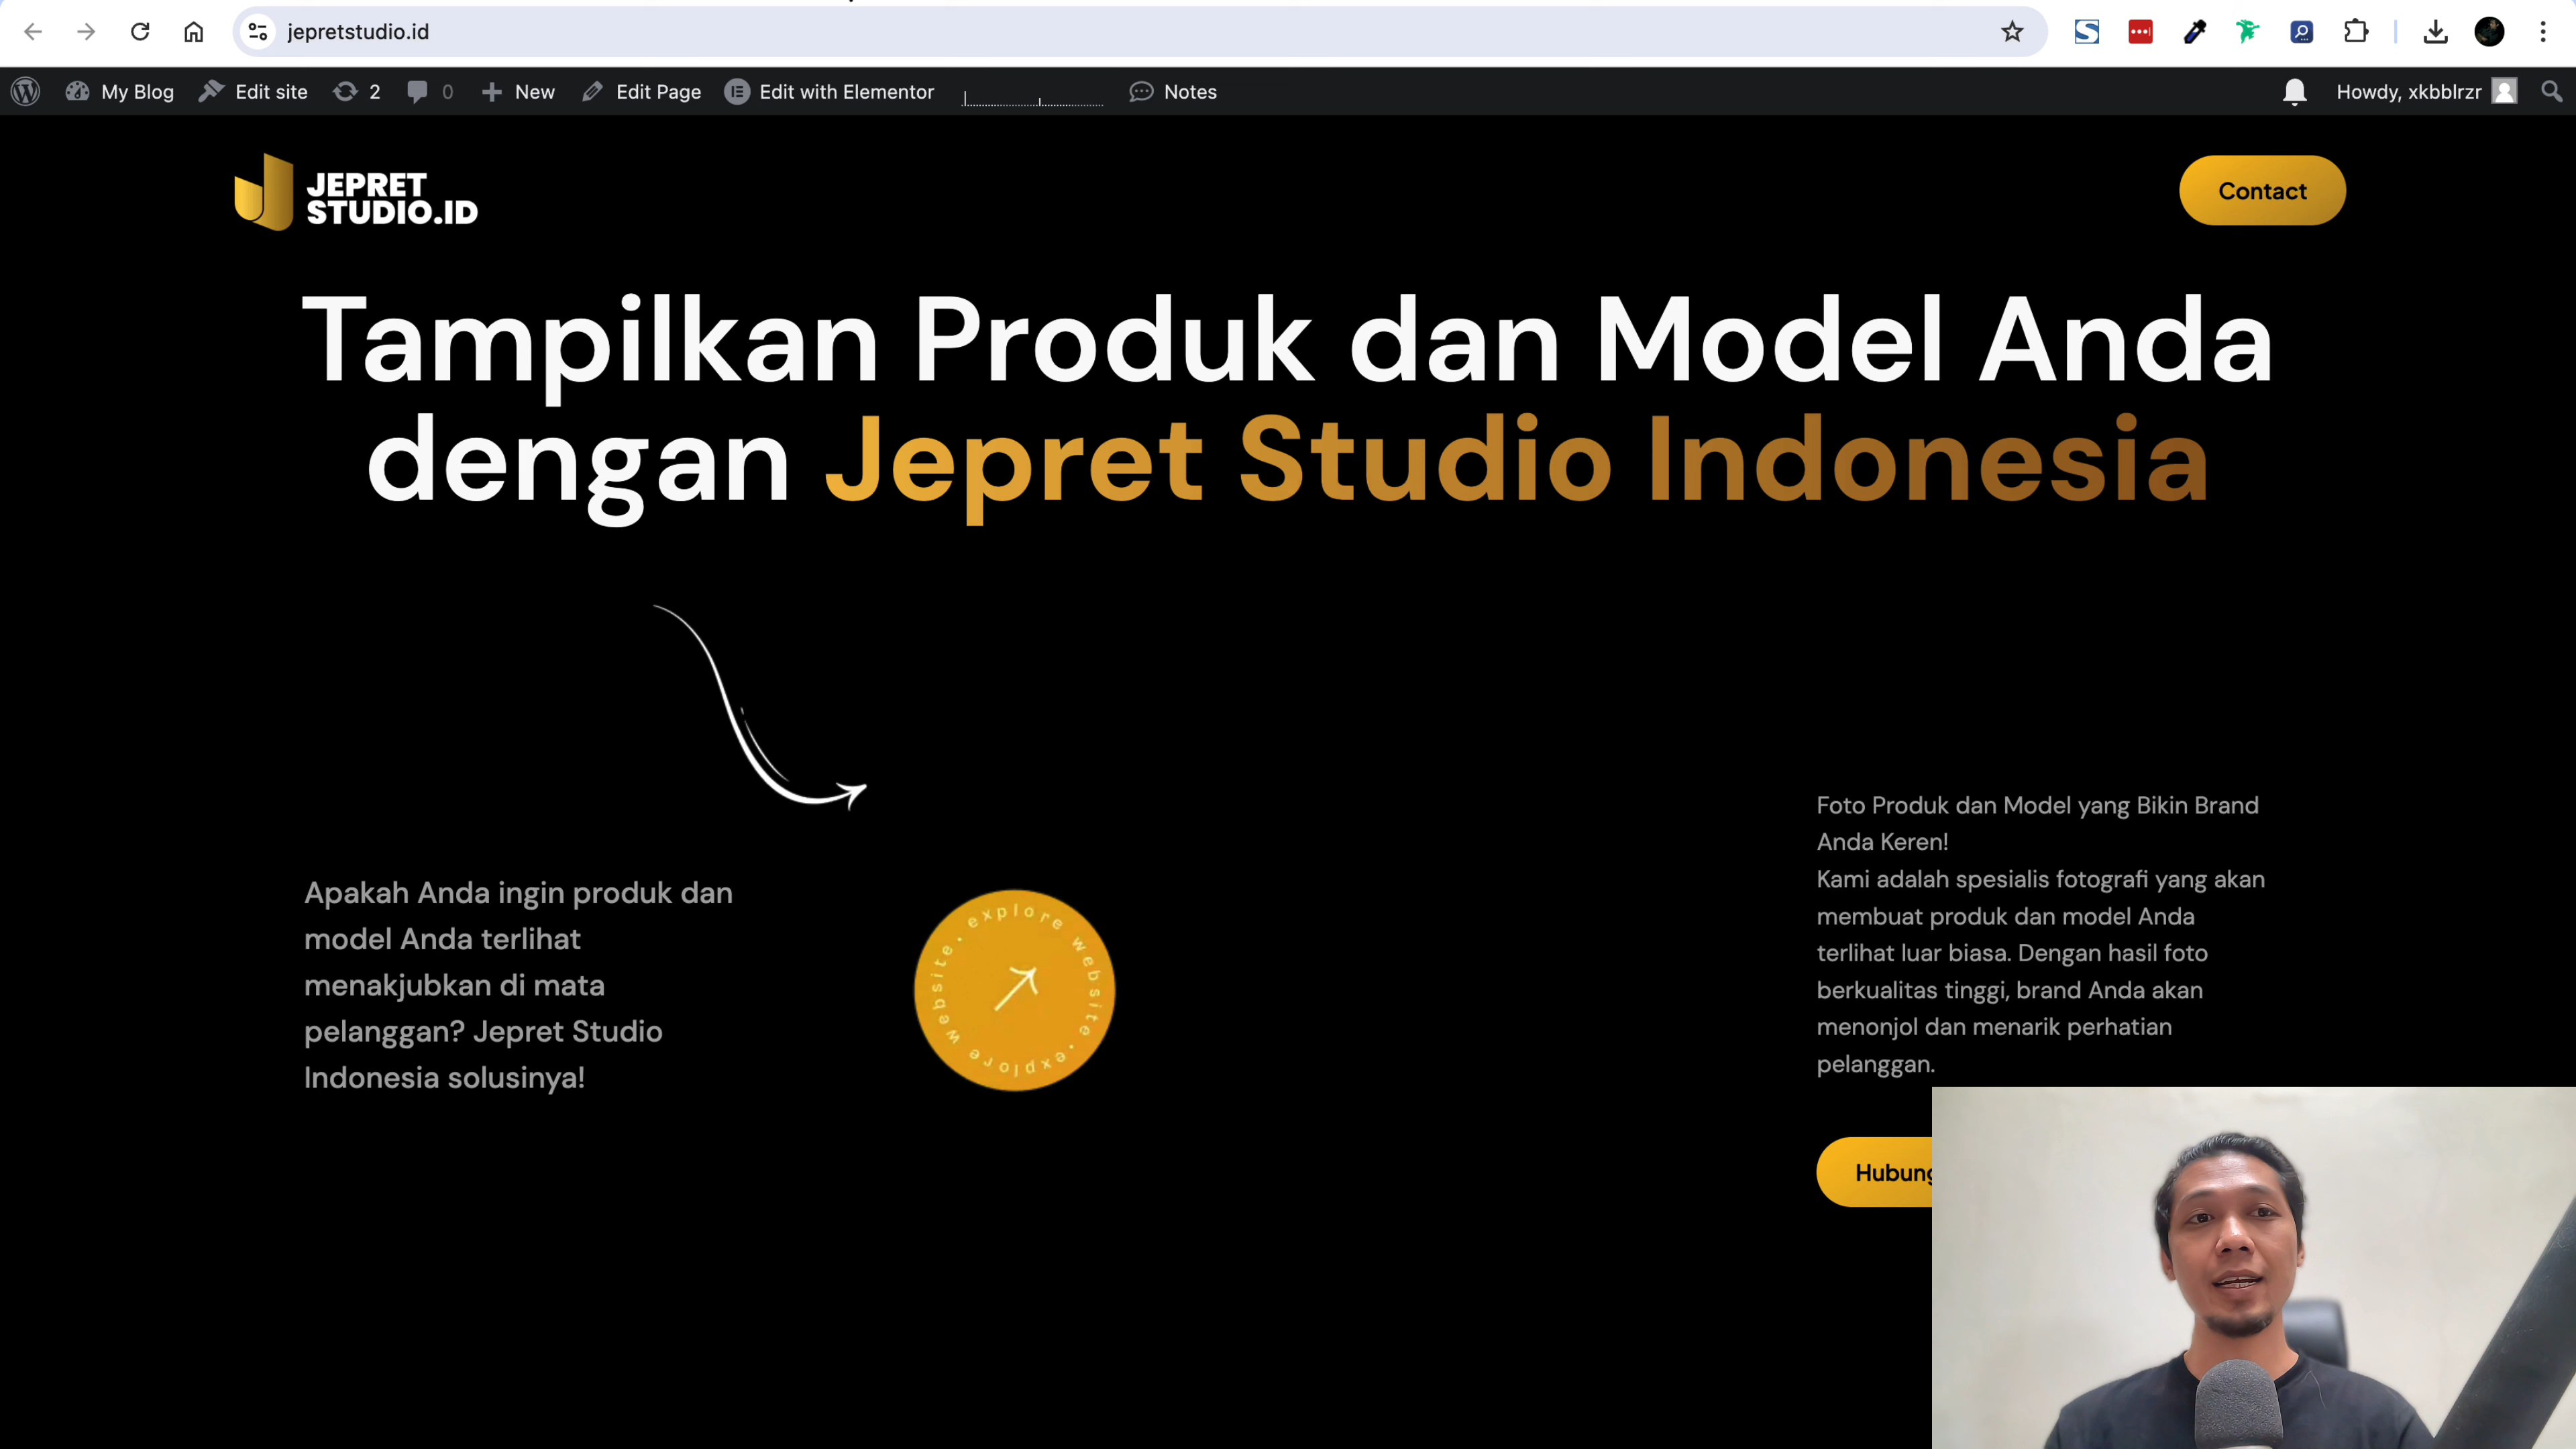 jepretstudio.id
My Blog
Edit site
2
0
New
Edit Page
Edit with Elementor
Notes
Howdy, xkbblrzr
JEPRET
STUDIO.ID
Contact
Tampilkan Produk dan Model Anda
dengan Jepret Studio Indonesia
Foto Produk dan Model yang Bikin Brand
Anda Keren!
Kami adalah spesialis fotografi yang akan
membuat produk dan model Anda
terlihat luar biasa. Dengan hasil foto
berkualitas tinggi, brand Anda akan
menonjol dan menarik perhatian
pelanggan.
Apakah Anda ingin produk dan
model Anda terlihat
menakjubkan di mata
pelanggan? Jepret Studio
Indonesia solusinya!
explore website • explore website •